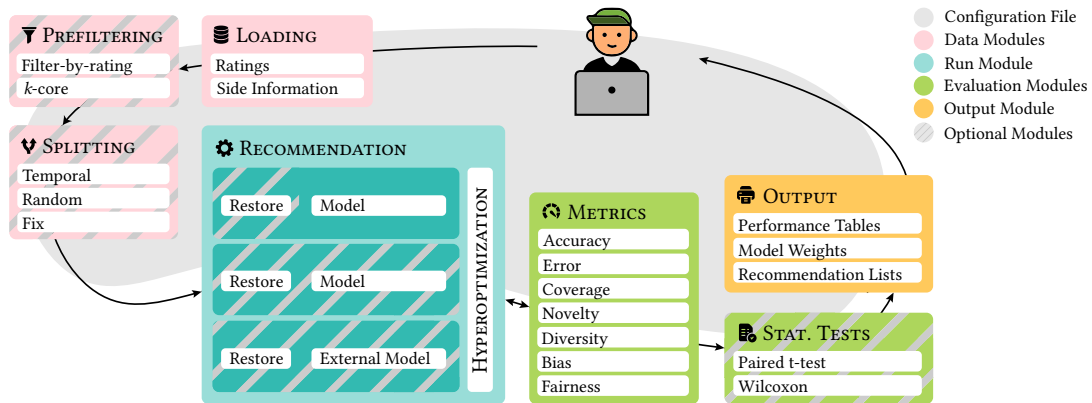 PREFILTERING
Filter-by-rating
k-core
LOADING
Ratings
Side Information
SPLITTING
Temporal
Random
Fix
RECOMMENDATION
Restore Model
Restore Model
Restore External Model
HYPEROPTIMIZATION
METRICS
Accuracy
Error
Coverage
Novelty
Diversity
Bias
Fairness
OUTPUT
Performance Tables
Model Weights
Recommendation Lists
STAT. TESTS
Paired t-test
Wilcoxon
Configuration File
Data Modules
Run Module
Evaluation Modules
Output Module
Optional Modules